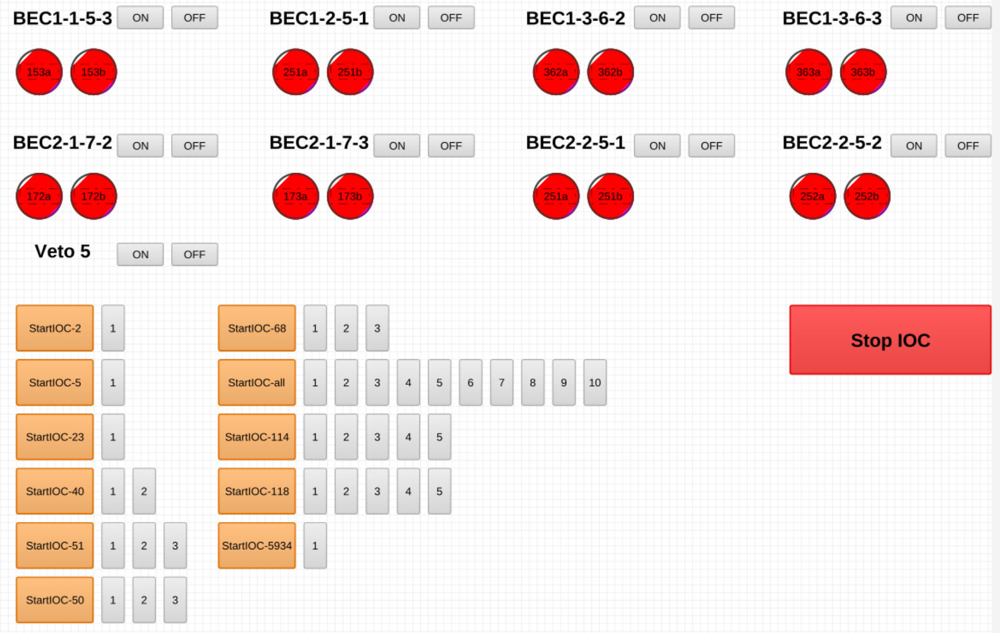 BEC1-1-5-3 ON OFF BEC1-2-5-1 ON OFF BEC1-3-6-2 ON OFF BEC1-3-6-3 ON OFF
153a 153b 251a 251b 362a 362b 363a 363b
BEC2-1-7-2 ON OFF BEC2-1-7-3 ON OFF BEC2-2-5-1 ON OFF BEC2-2-5-2 ON OFF
172a 172b 173a 173b 251a 251b 252a 252b
Veto 5 ON OFF
StartIOC-2 1 StartIOC-68 1 2 3 Stop IOC
StartIOC-5 1 StartIOC-all 1 2 3 4 5 6 7 8 9 10
StartIOC-23 1 StartIOC-114 1 2 3 4 5
StartIOC-40 1 2 StartIOC-118 1 2 3 4 5
StartIOC-51 1 2 3 StartIOC-5934 1
StartIOC-50 1 2 3